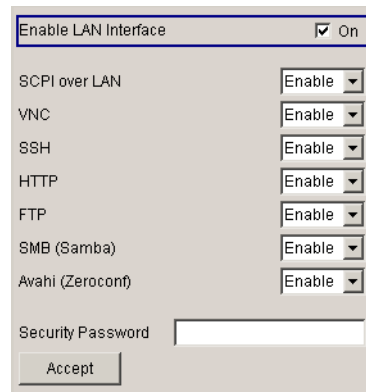 Enable LAN Interface On
SCPI over LAN Enable
VNC Enable
SSH Enable
HTTP Enable
FTP Enable
SMB (Samba) Enable
Avahi (Zeroconf) Enable
Security Password
Accept